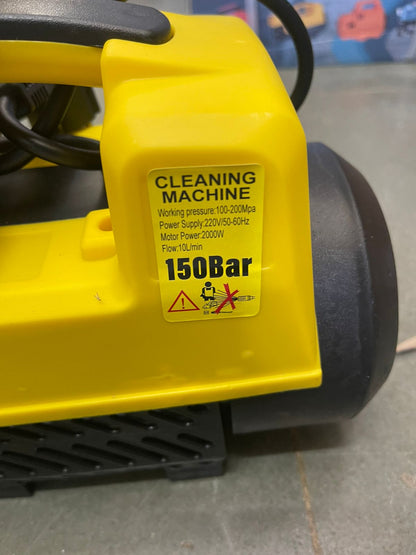 CLEANING
MACHINE
Working pressure:100-200Mpa
Power Supply:220V/50-60Hz
Motor Power:2000W
Flow:10L/min
150Bar